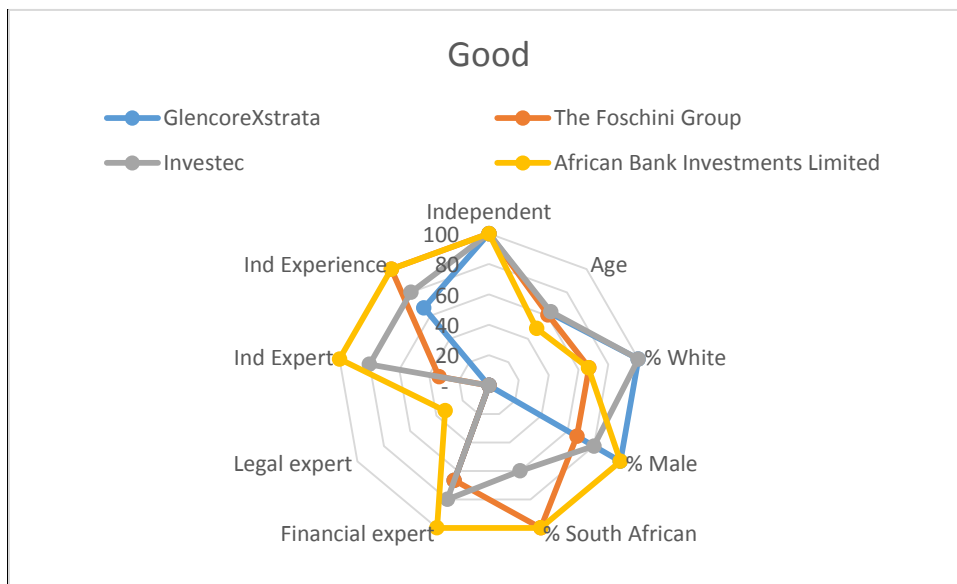 Good
GlencoreXstrata
The Foschini Group
Investec
African Bank Investments Limited
Independent
100
Ind Experience
80
Age
60
40
Ind Expert
20
% White
-
Legal expert
% Male
Financial expert
% South African